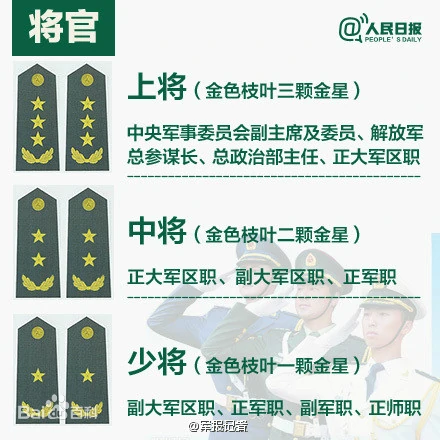 将官
@人民日报
PEOPLE'S DAILY
上将（金色枝叶三颗金星）
中央军事委员会副主席及委员、解放军
总参谋长、总政治部主任、正大军区职
中将（金色枝叶二颗金星）
正大军区职、副大军区职、正军职
少将（金色枝叶一颗金星）
副大军区职、正军职、副军职、正师职
Bai百科
@军报记者